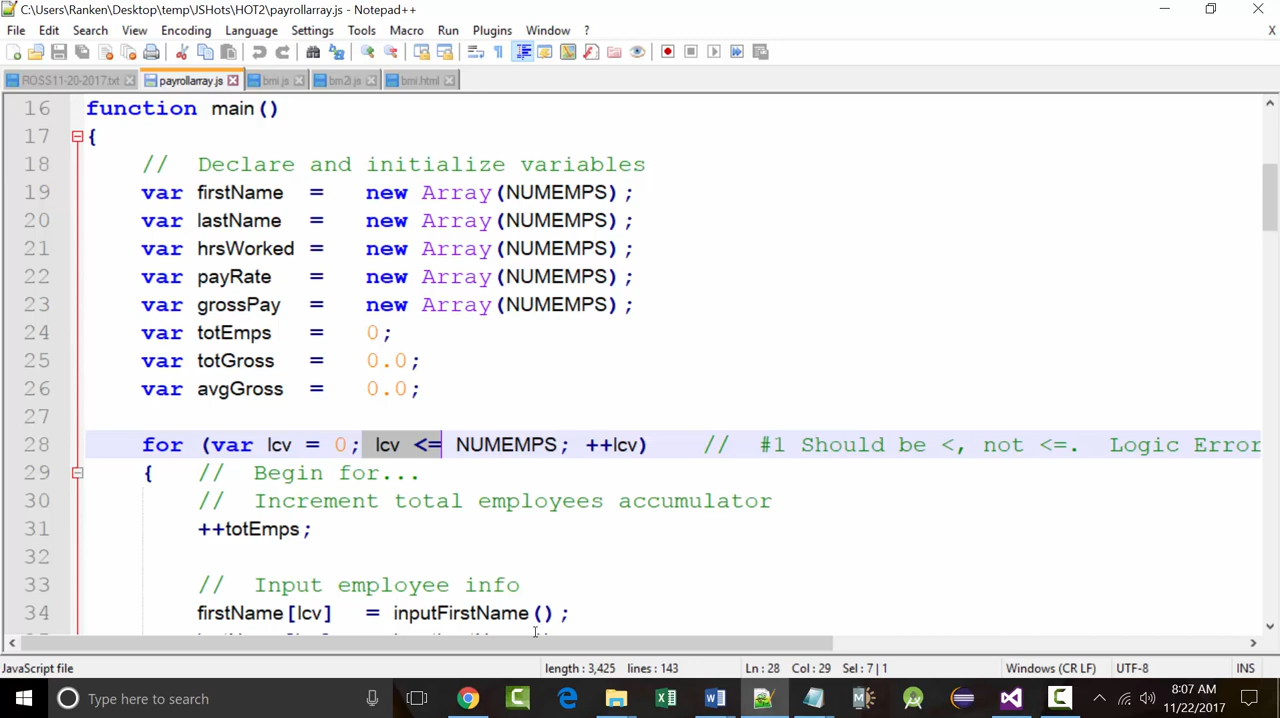 C:\Users\Ranken\Desktop\temp\JSHots\HOT2\payrollarray.js - Notepad++
File Edit Search View Encoding Language Settings Tools Macro Run Plugins Window ? X
ROSS11-20-2017.txt payrollarray.js bmi.js bm2i.js bmi.html
16 function main()
17 {
18 // Declare and initialize variables
19 var firstName = new Array(NUMEMPS);
20 var lastName = new Array(NUMEMPS);
21 var hrsWorked = new Array(NUMEMPS);
22 var payRate = new Array(NUMEMPS);
23 var grossPay = new Array(NUMEMPS);
24 var totEmps = 0;
25 var totGross = 0.0;
26 var avgGross = 0.0;
27
28 for (var lcv = 0; lcv <= NUMEMPS; ++lcv) // #1 Should be <, not <=. Logic Error
29 { // Begin for...
30 // Increment total employees accumulator
31 ++totEmps;
32
33 // Input employee info
34 firstName[lcv] = inputFirstName();
JavaScript file length : 3,425 lines : 143 Ln : 28 Col : 29 Sel : 7 | 1 Windows (CR LF) UTF-8 INS
Type here to search
8:07 AM
11/22/2017